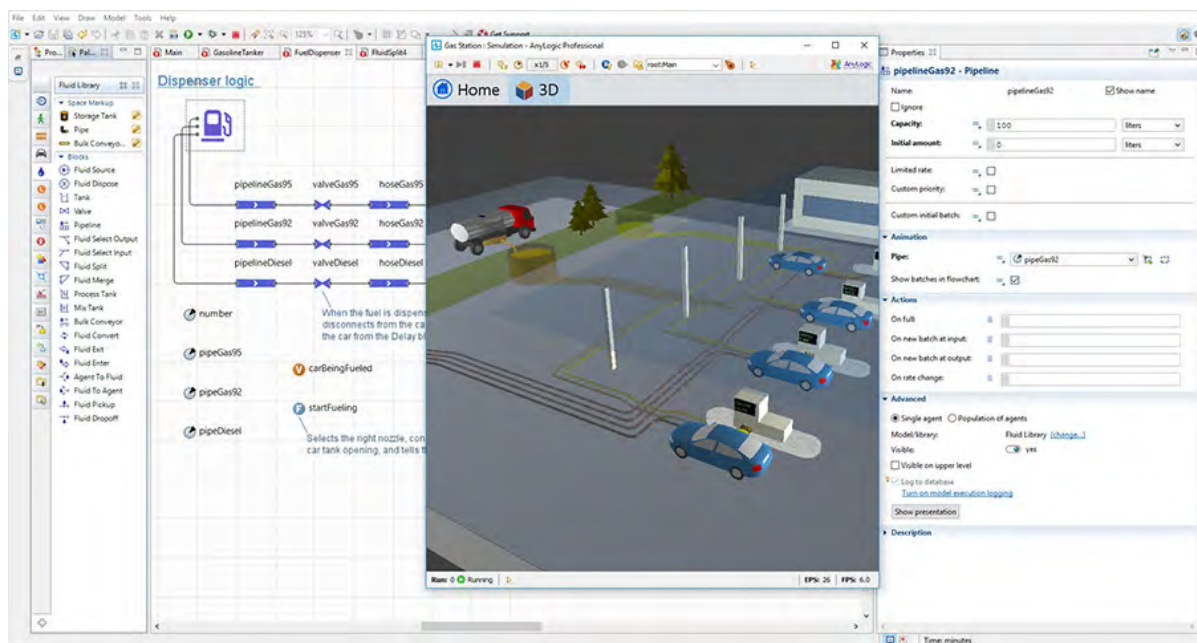 File Edit View Draw Model Tools Help
125%
Get Support
Pro...
Pal...
Main
GasolineTanker
FuelDispenser
FluidSplit4
Fluid Library
Space Markup
Storage Tank
Pipe
Bulk Conveyo...
Blocks
Fluid Source
Fluid Dispose
Tank
Valve
Pipeline
Fluid Select Output
Fluid Select Input
Fluid Split
Fluid Merge
Process Tank
Mix Tank
Bulk Conveyor
Fluid Convert
Fluid Exit
Fluid Enter
Agent To Fluid
Fluid To Agent
Fluid Pickup
Fluid Dropoff
Dispenser logic
pipelineGas95 valveGas95 hoseGas95
pipelineGas92 valveGas92 hoseGas92
pipelineDiesel valveDiesel hoseDiesel
When the fuel is dispens
disconnects from the ca
the car from the Delay bl
number
pipeGas95
V carBeingFueled
pipeGas92
F startFueling
pipeDiesel
Selects the right nozzle, con
car tank opening, and tells t
Gas Station : Simulation - AnyLogic Professional
x1/5
root:Main
AnyLogic
Home 3D
Run: 0 Running
EPS: 26 FPS: 6.0
Properties
pipelineGas92 - Pipeline
Name: pipelineGas92 Show name
Ignore
Capacity: 100 liters
Initial amount: 0 liters
Limited rate:
Custom priority:
Custom initial batch:
Animation
Pipe: pipeGas92
Show batches in flowchart:
Actions
On full:
On new batch at input:
On new batch at output:
On rate change:
Advanced
Single agent Population of agents
Model/library: Fluid Library (change...)
Visible: yes
Visible on upper level
Log to database
Turn on model execution logging
Show presentation
Description
Time: minutes